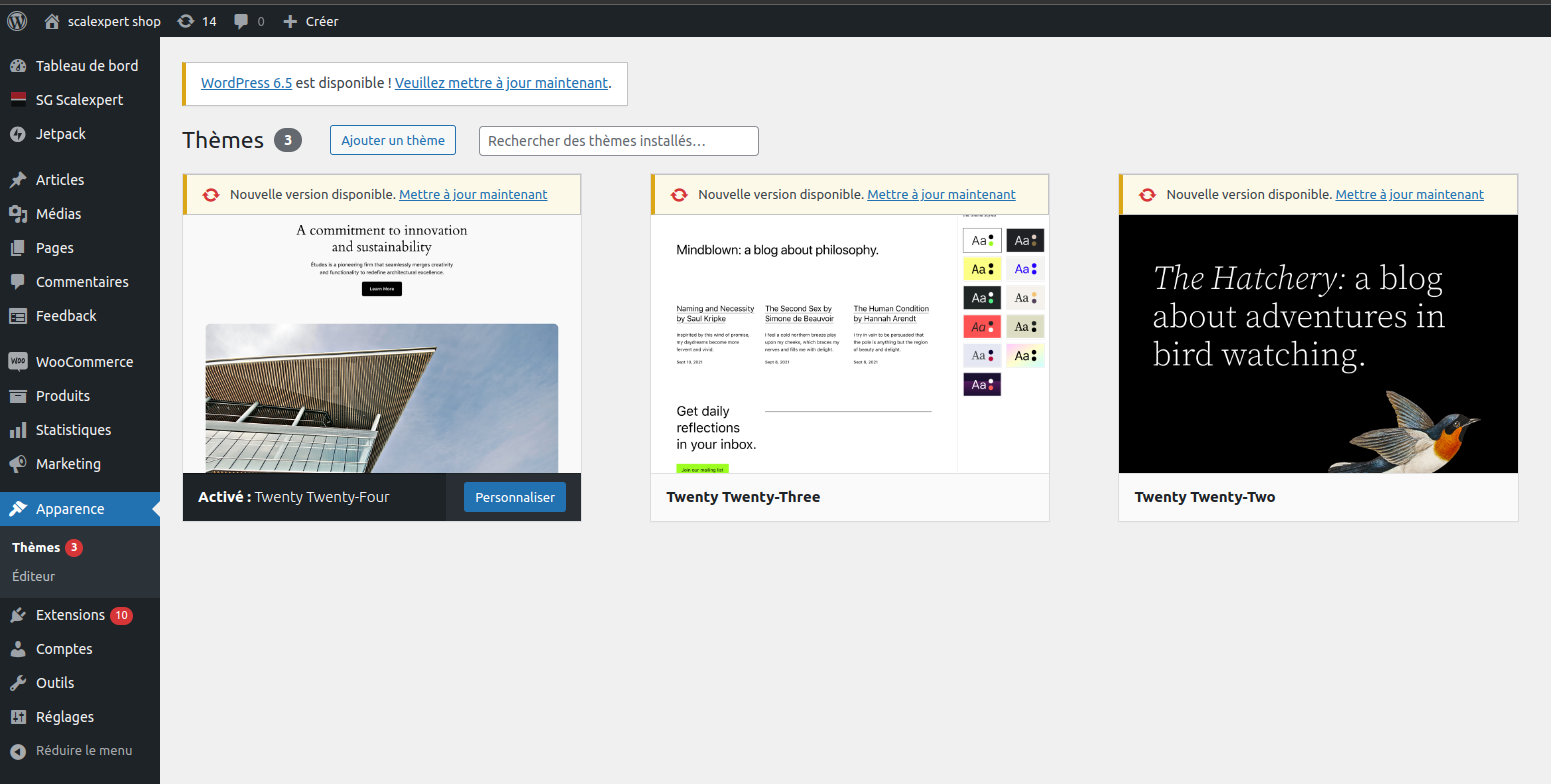 scalexpert shop 14 0 Créer
Tableau de bord
SG Scalexpert
Jetpack
Articles
Médias
Pages
Commentaires
Feedback
WooCommerce
Produits
Statistiques
Marketing
Apparence
Thèmes 3
Éditeur
Extensions 10
Comptes
Outils
Réglages
Réduire le menu
WordPress 6.5 est disponible ! Veuillez mettre à jour maintenant.
Thèmes 3 Ajouter un thème Rechercher des thèmes installés…
Nouvelle version disponible. Mettre à jour maintenant
A commitment to innovation
and sustainability
Études is a pioneering firm that seamlessly merges creativity
and functionality to redefine architectural excellence.
Learn More
Activé : Twenty Twenty-Four Personnaliser
Nouvelle version disponible. Mettre à jour maintenant
Mindblown: a blog about philosophy.
Naming and Necessity
by Saul Kripke
Inspirited by this wind of promise,
my daydreams become more
fervent and vivid.
Sept 10, 2021
The Second Sex by
Simone de Beauvoir
I feel a cold northern breeze play
upon my cheeks, which braces my
nerves and fills me with delight.
Sept 8, 2021
The Human Condition
by Hannah Arendt
I try in vain to be persuaded that
the pole is anything but the region
of beauty and delight.
Sept 6, 2021
Get daily
reflections
in your inbox.
Join our mailing list
Aa Aa
Aa Aa
Aa Aa
Aa Aa
Aa Aa
Aa
Twenty Twenty-Three
Nouvelle version disponible. Mettre à jour maintenant
The Hatchery: a blog
about adventures in
bird watching.
Twenty Twenty-Two